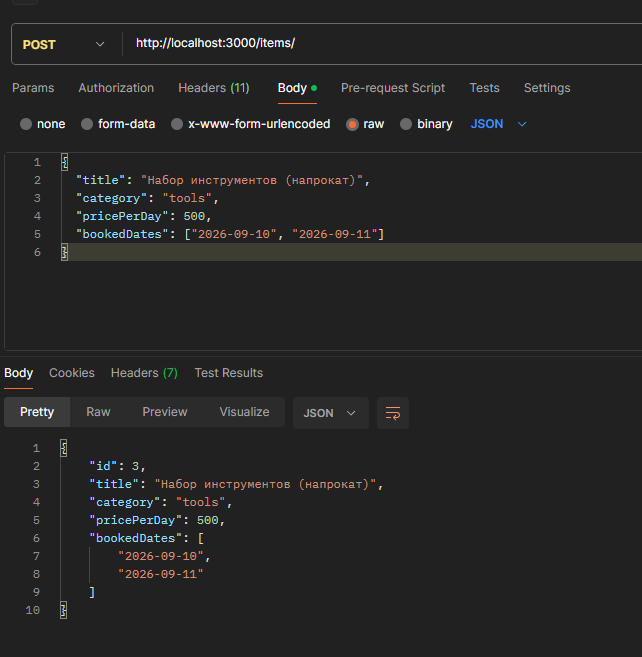 POST http://localhost:3000/items/
Params Authorization Headers (11) Body Pre-request Script Tests Settings
none form-data x-www-form-urlencoded raw binary JSON
1 {
2 "title": "Набор инструментов (напрокат)",
3 "category": "tools",
4 "pricePerDay": 500,
5 "bookedDates": ["2026-09-10", "2026-09-11"]
6 }
Body Cookies Headers (7) Test Results
Pretty Raw Preview Visualize JSON
1 {
2 "id": 3,
3 "title": "Набор инструментов (напрокат)",
4 "category": "tools",
5 "pricePerDay": 500,
6 "bookedDates": [
7 "2026-09-10",
8 "2026-09-11"
9 ]
10 }